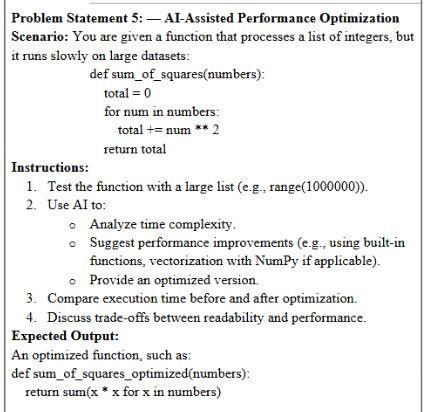 Problem Statement 5: — AI-Assisted Performance Optimization
Scenario: You are given a function that processes a list of integers, but
it runs slowly on large datasets:
def sum_of_squares(numbers):
total = 0
for num in numbers:
total += num ** 2
return total
Instructions:
1. Test the function with a large list (e.g., range(1000000)).
2. Use AI to:
o Analyze time complexity.
o Suggest performance improvements (e.g., using built-in
functions, vectorization with NumPy if applicable).
o Provide an optimized version.
3. Compare execution time before and after optimization.
4. Discuss trade-offs between readability and performance.
Expected Output:
An optimized function, such as:
def sum_of_squares_optimized(numbers):
return sum(x * x for x in numbers)